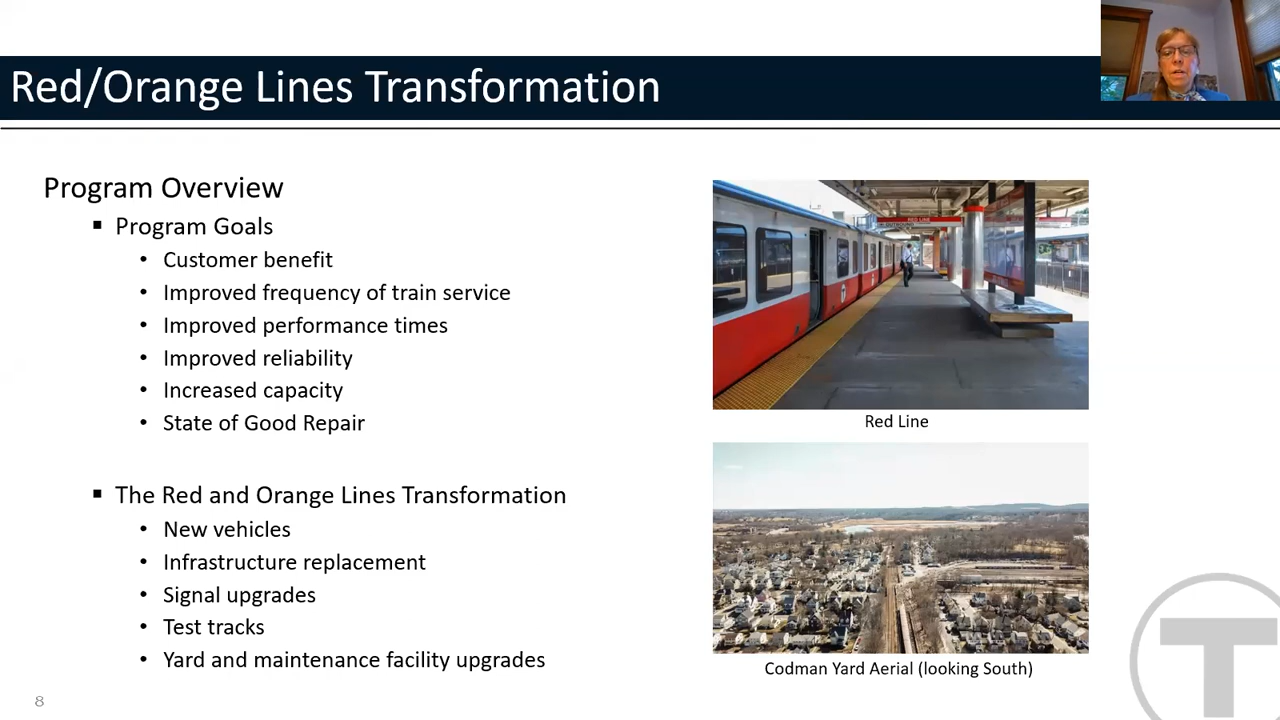 Red/Orange Lines Transformation
Program Overview
▪ Program Goals
• Customer benefit
• Improved frequency of train service
• Improved performance times
• Improved reliability
• Increased capacity
• State of Good Repair
▪ The Red and Orange Lines Transformation
• New vehicles
• Infrastructure replacement
• Signal upgrades
• Test tracks
• Yard and maintenance facility upgrades
RED LINE
Red Line
Codman Yard Aerial (looking South)
T
8